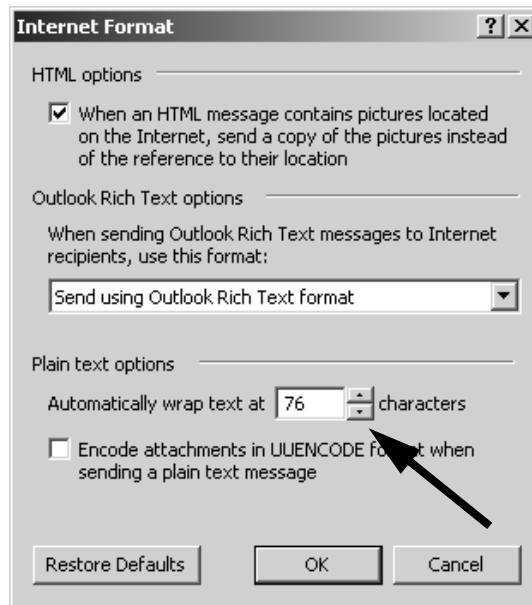 Internet Format
HTML options
When an HTML message contains pictures located
on the Internet, send a copy of the pictures instead
of the reference to their location
Outlook Rich Text options
When sending Outlook Rich Text messages to Internet
recipients, use this format:
Send using Outlook Rich Text format
Plain text options
Automatically wrap text at 76 characters
Encode attachments in UUENCODE format when
sending a plain text message
Restore Defaults OK Cancel